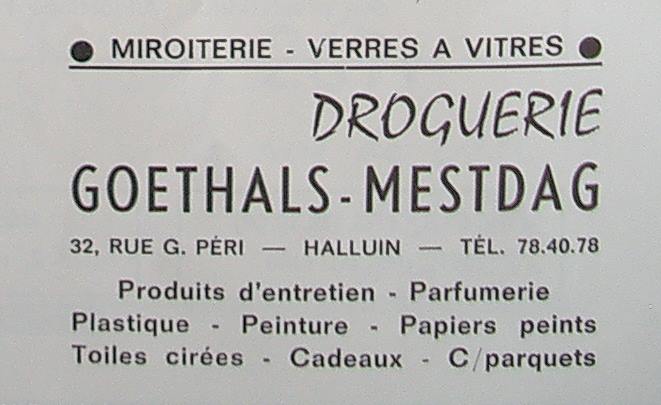 ● MIROITERIE - VERRES A VITRES ●
DROGUERIE
GOETHALS - MESTDAG
32, RUE G. PÉRI — HALLUIN — TÉL. 78.40.78
Produits d'entretien - Parfumerie
Plastique - Peinture - Papiers peints
Toiles cirées - Cadeaux - C/parquets